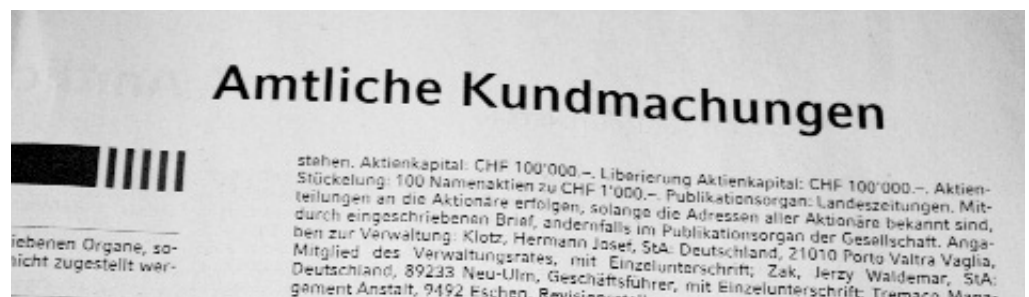 Amtliche Kundmachungen
stehen. Aktienkapital: CHF 100'000.–. Liberierung Aktienkapital: CHF 100'000.–. Aktien-
Stückelung: 100 Namenaktien zu CHF 1'000.–. Publikationsorgan: Landeszeitungen. Mit-
teilungen an die Aktionäre erfolgen, solange die Adressen aller Aktionäre bekannt sind,
durch eingeschriebenen Brief, andernfalls im Publikationsorgan der Gesellschaft. Anga-
ben zur Verwaltung: Klotz, Hermann Josef, StA: Deutschland, 21010 Porto Valtra Vaglia,
Mitglied des Verwaltungsrates, mit Einzelunterschrift; Zak, Jerzy Waldemar, StA:
Deutschland, 89233 Neu-Ulm, Geschäftsführer, mit Einzelunterschrift;
gement Anstalt, 9492 Eschen,
iebenen Organe, so-
nicht zugestellt wer-